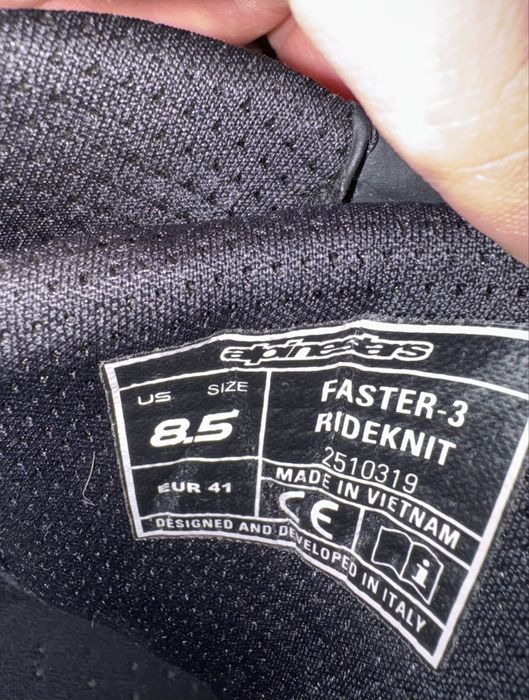 alpinestars
US SIZE
8.5
EUR 41
FASTER-3
RIDEKNIT
2510319
MADE IN VIETNAM
CE
i
DESIGNED AND DEVELOPED IN ITALY